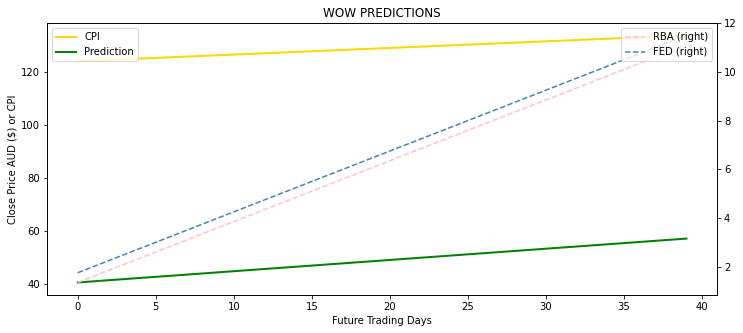 WOW PREDICTIONS
CPI
Prediction
RBA (right)
FED (right)
Close Price AUD ($) or CPI
120
100
80
60
40
12
10
8
6
4
2
0 5 10 15 20 25 30 35 40
Future Trading Days